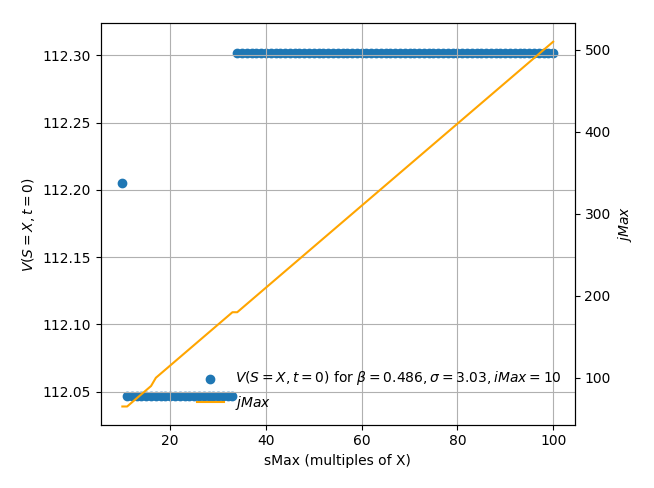 112.30
112.25
112.20
112.15
112.10
112.05
V(S = X, t = 0)
500
400
300
200
100
jMax
V(S = X, t = 0) for β = 0.486, σ = 3.03, iMax = 10
jMax
20 40 60 80 100
sMax (multiples of X)